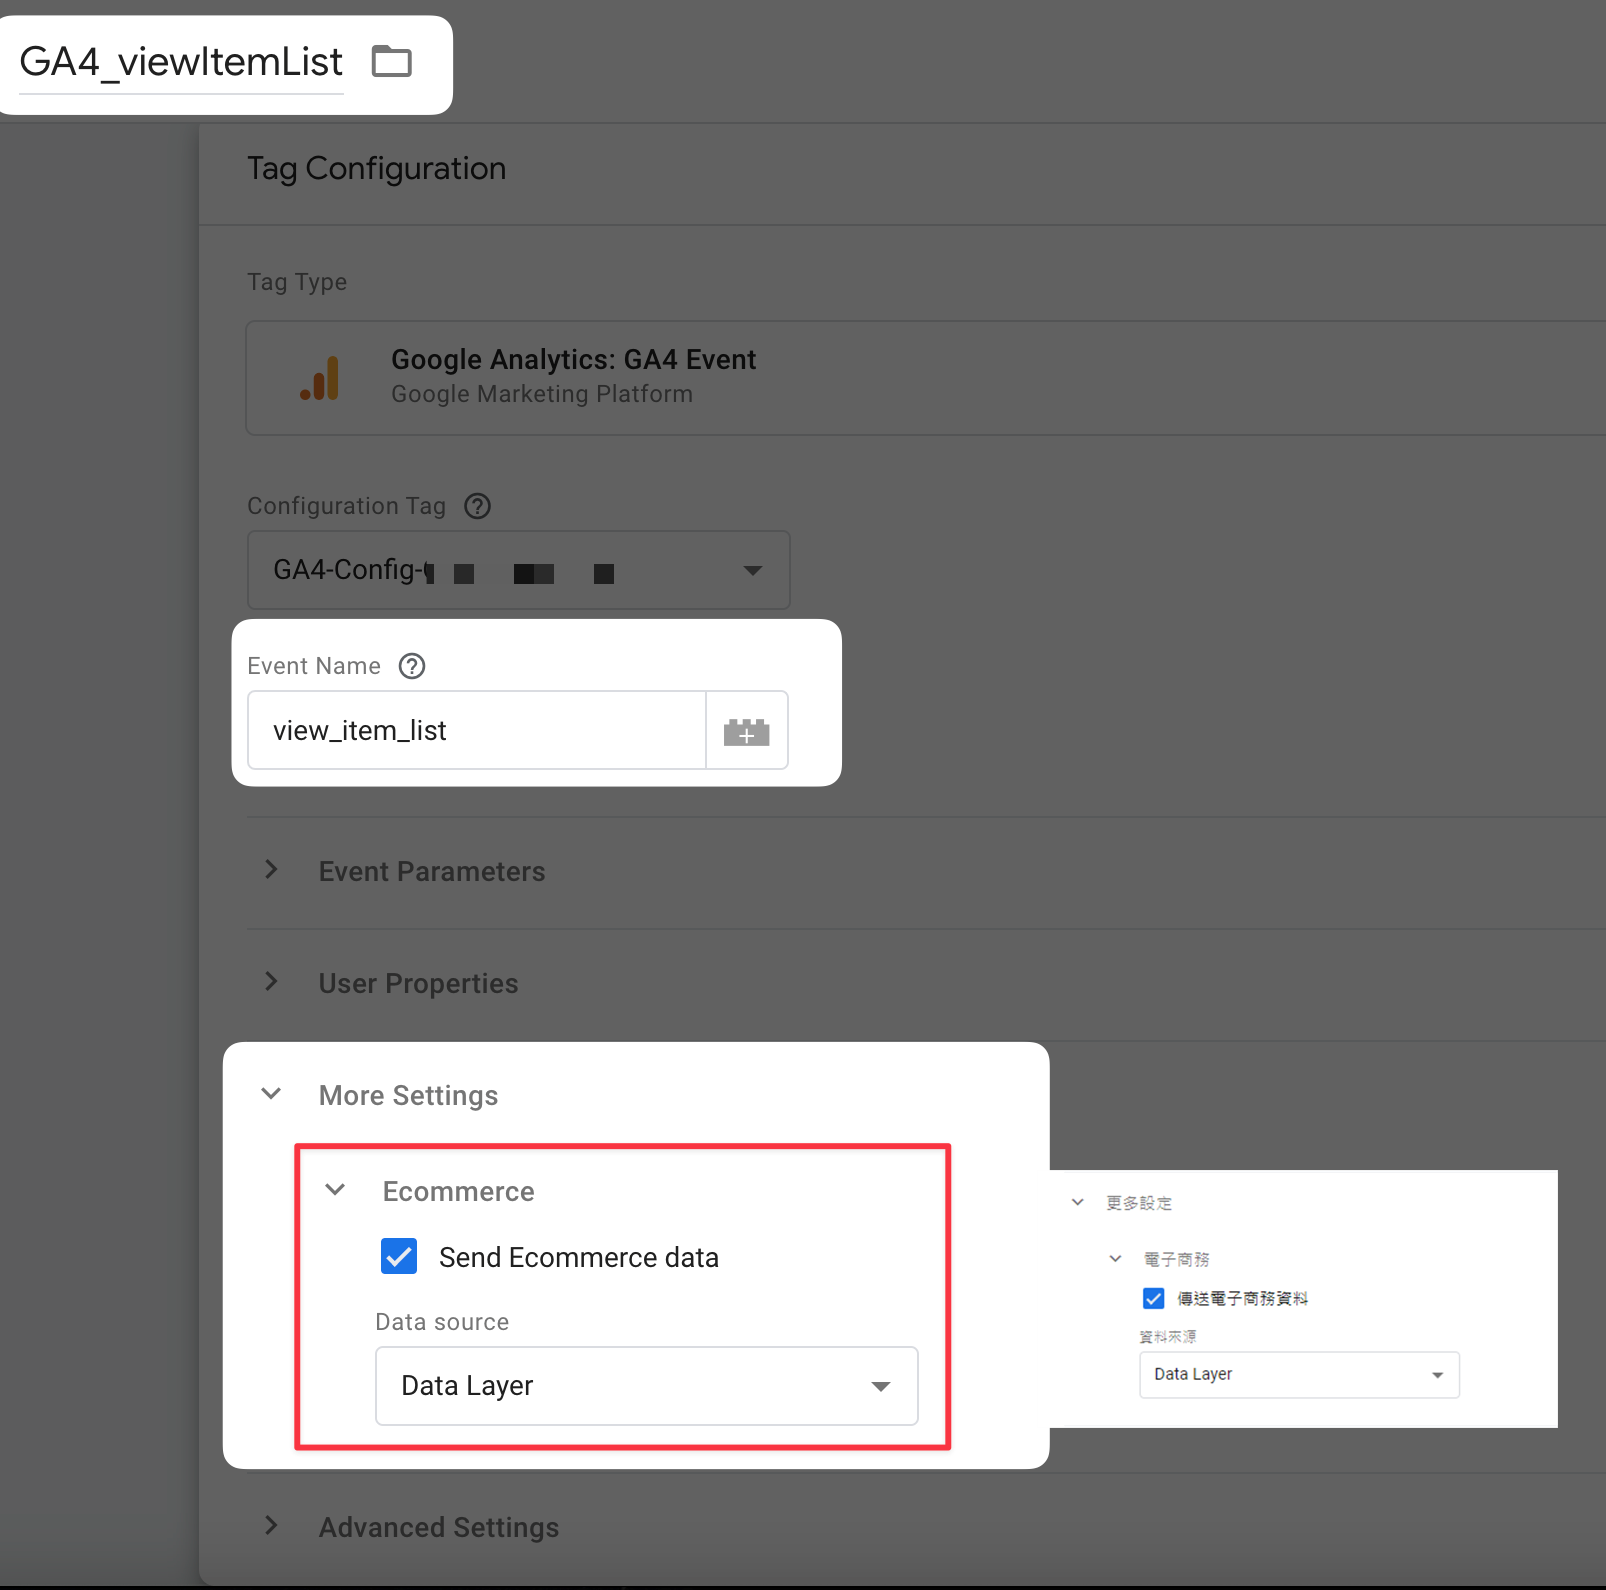 GA4_viewItemList
Tag Configuration
Tag Type
Google Analytics: GA4 Event
Google Marketing Platform
Configuration Tag
GA4-Config-
Event Name
view_item_list
Event Parameters
User Properties
More Settings
Ecommerce
Send Ecommerce data
Data source
Data Layer
更多設定
電子商務
傳送電子商務資料
資料來源
Data Layer
Advanced Settings